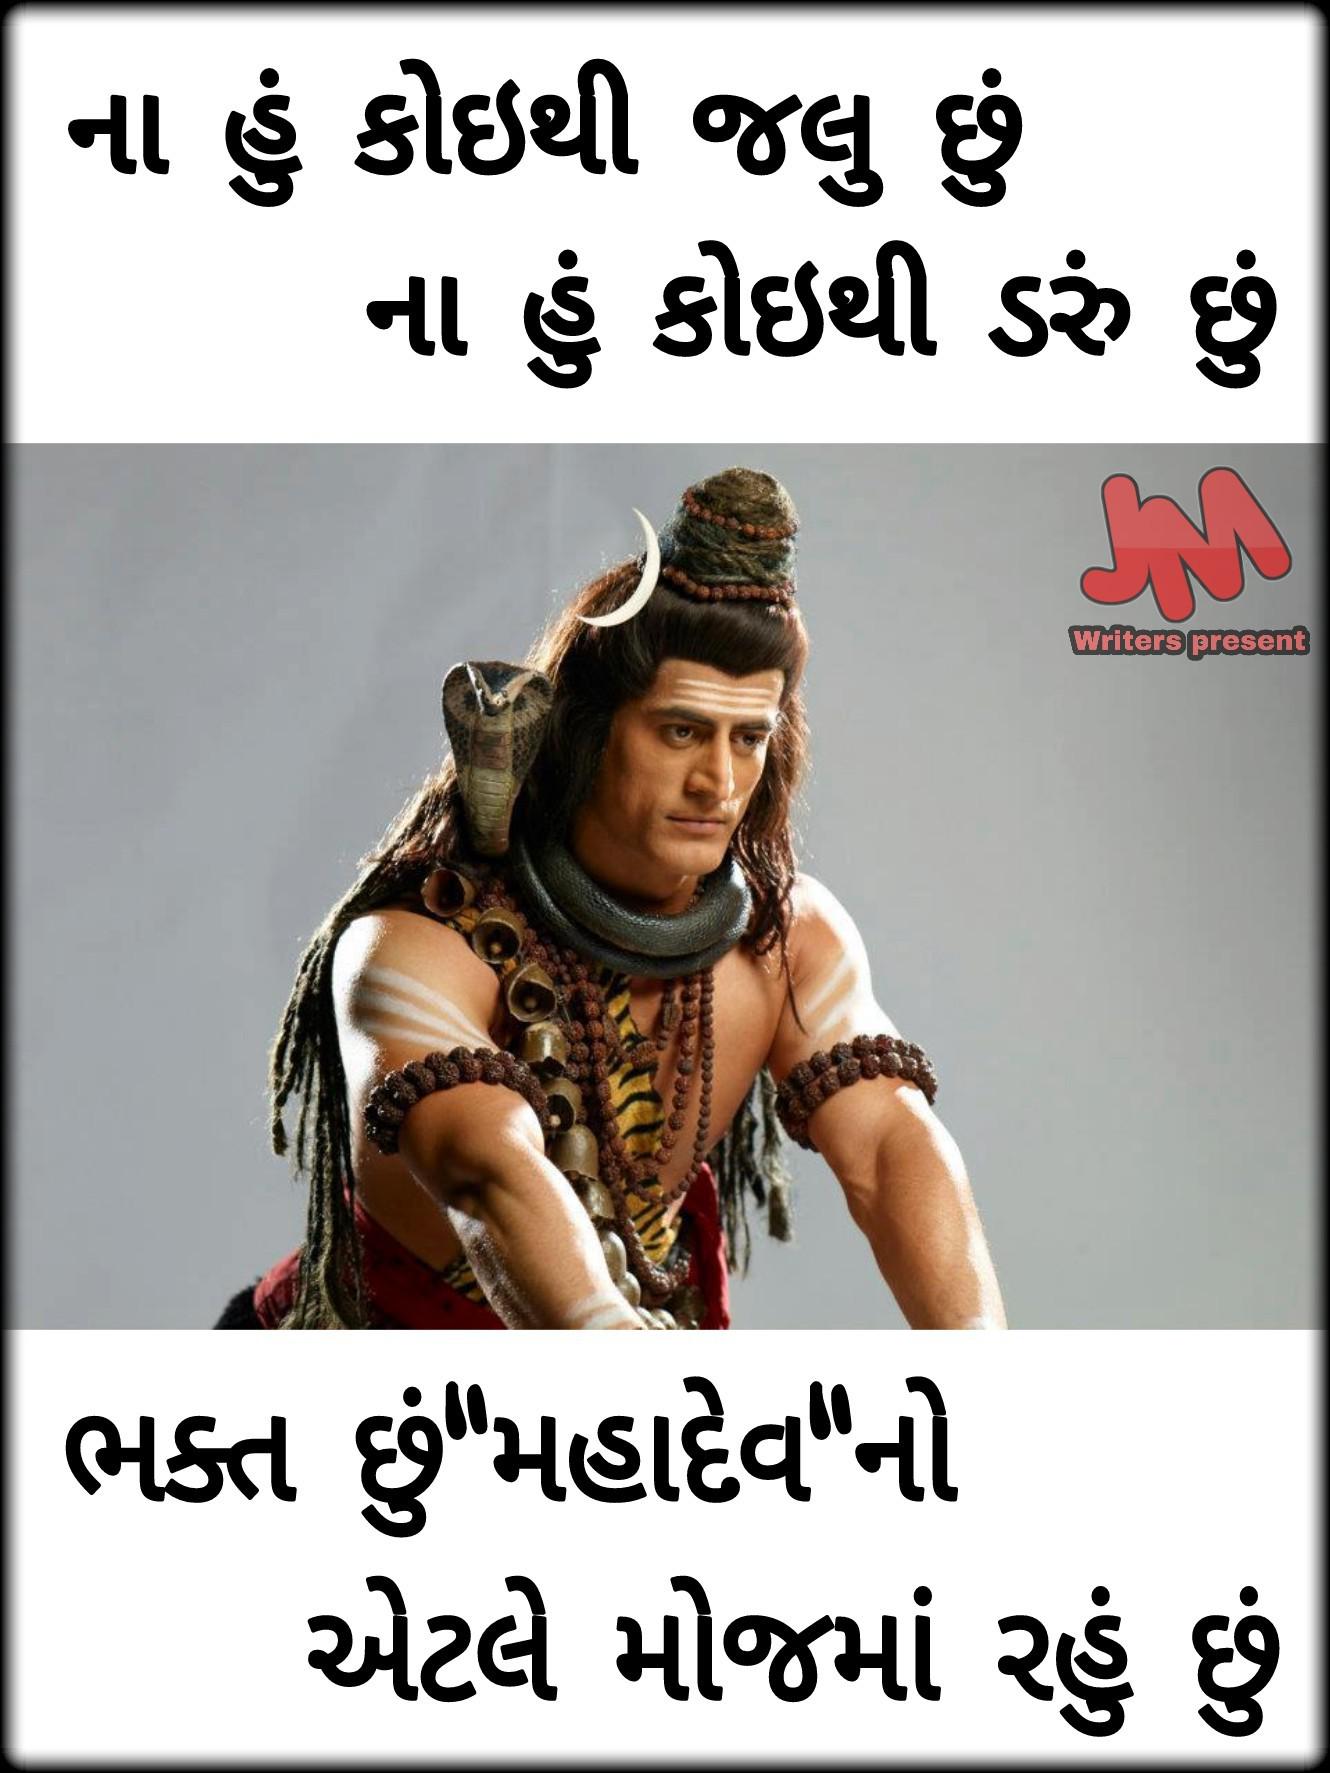 ના હું કોઇથી જલુ છું
ના હું કોઇથી ડરું છું
JM
Writers present
ભક્ત છું"મહાદેવ"નો
એટલે મોજમાં રહું છું